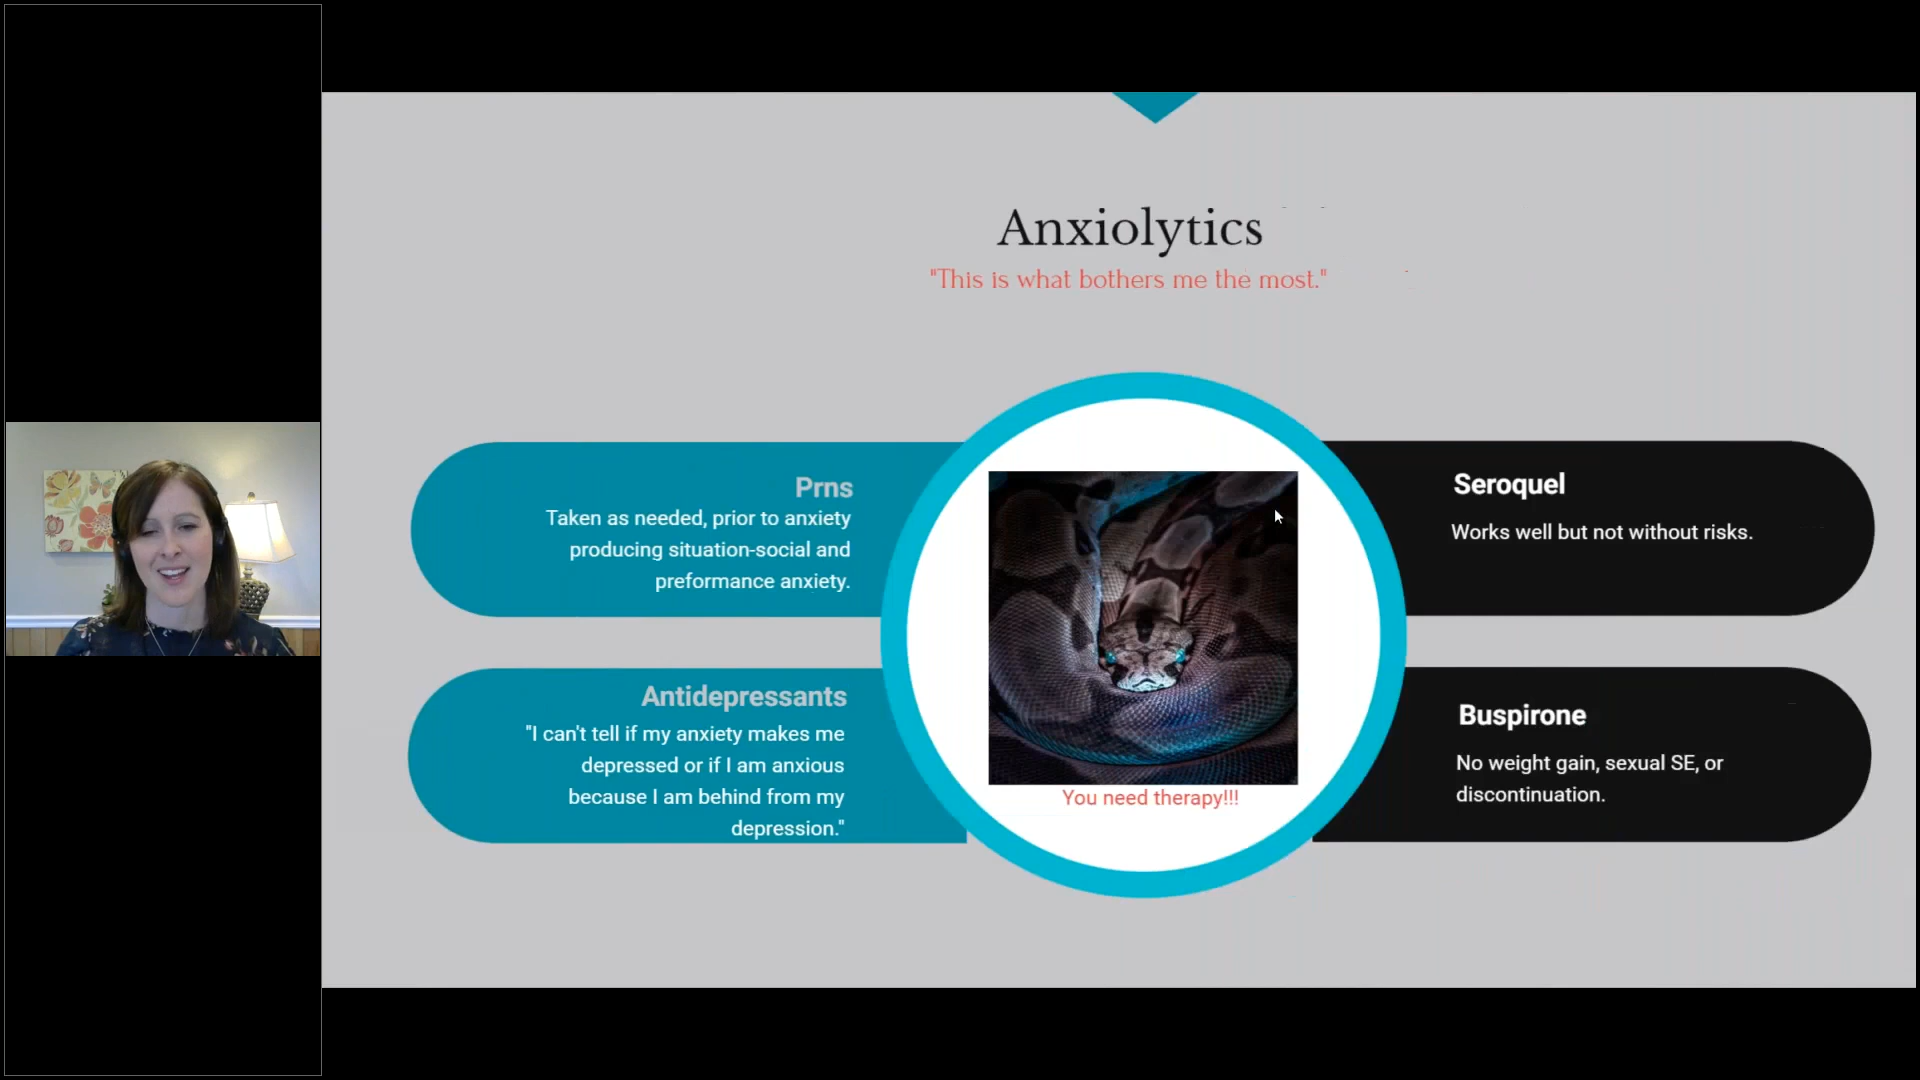 Anxiolytics
"This is what bothers me the most."
Prns
Taken as needed, prior to anxiety
producing situation-social and
preformance anxiety.
Antidepressants
"I can't tell if my anxiety makes me
depressed or if I am anxious
because I am behind from my
depression."
You need therapy!!!
Seroquel
Works well but not without risks.
Buspirone
No weight gain, sexual SE, or
discontinuation.